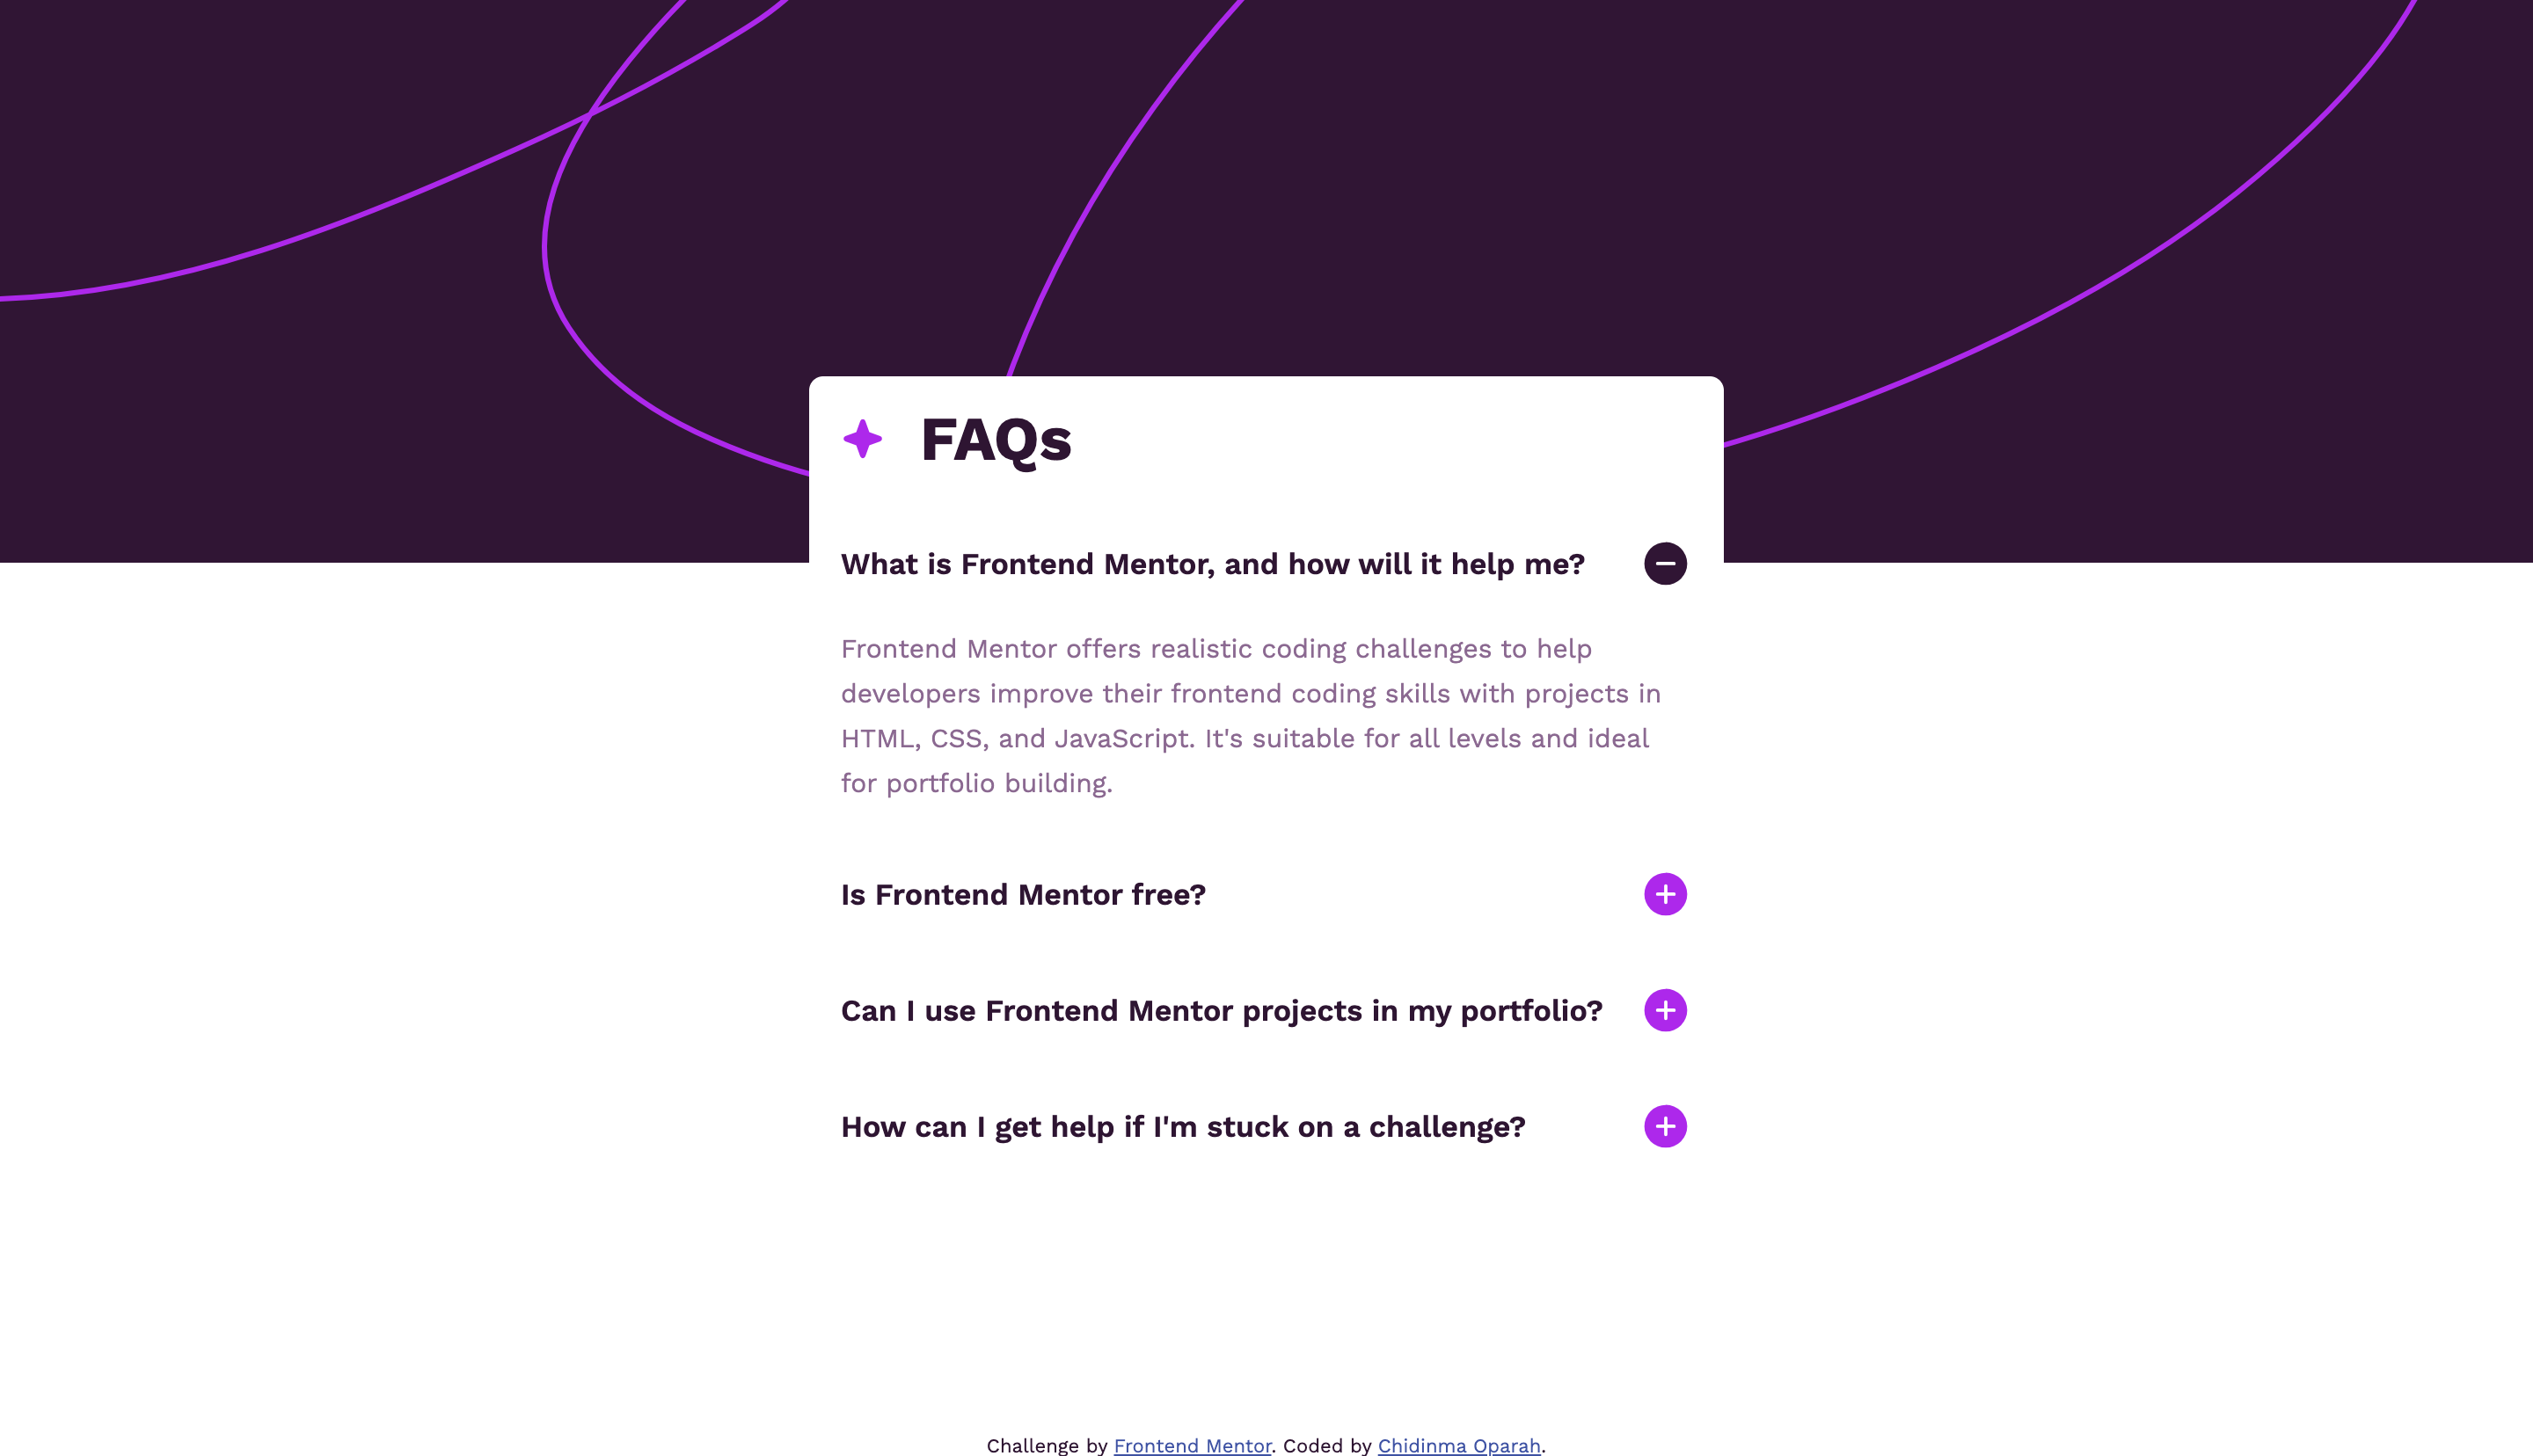 FAQs
What is Frontend Mentor, and how will it help me?
Frontend Mentor offers realistic coding challenges to help
developers improve their frontend coding skills with projects in
HTML, CSS, and JavaScript. It's suitable for all levels and ideal
for portfolio building.
Is Frontend Mentor free?
Can I use Frontend Mentor projects in my portfolio?
How can I get help if I'm stuck on a challenge?
Challenge by Frontend Mentor. Coded by Chidinma Oparah.